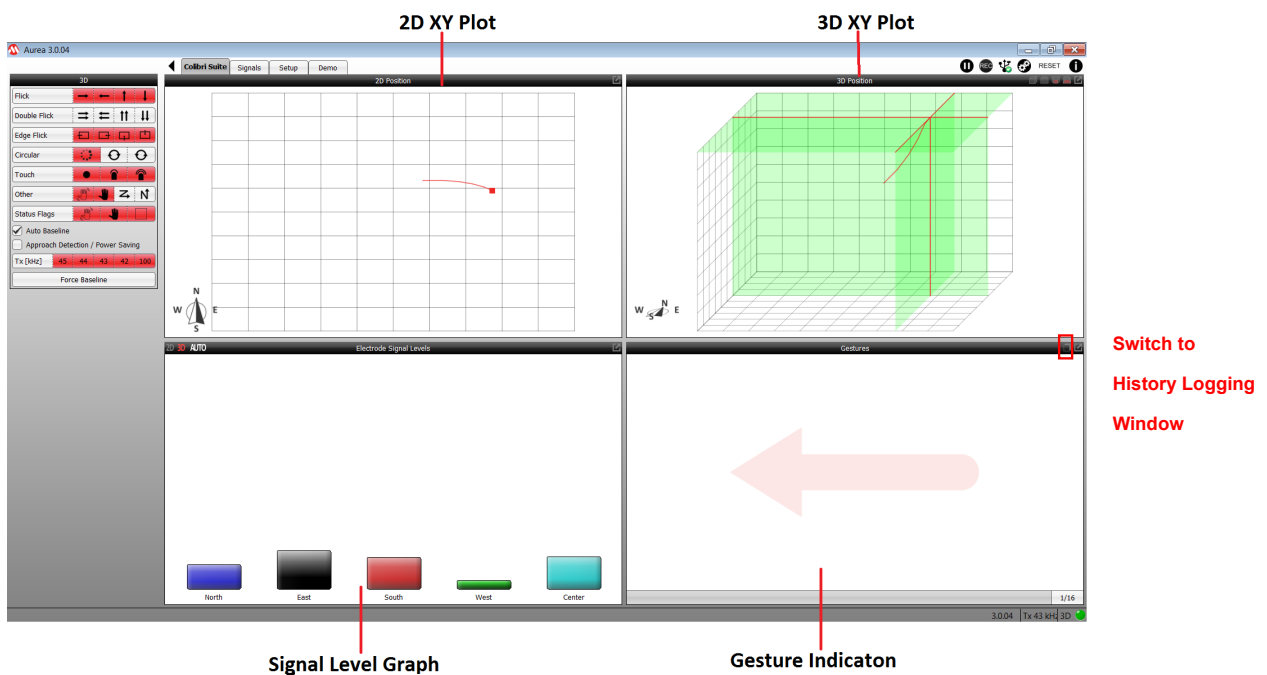 2D XY Plot
3D XY Plot
Aurea 3.0.04
Colibri Suite
Signals
Setup
Demo
REC
RESET
3D
Flick
Double Flick
Edge Flick
Circular
Touch
Other
Status Flags
Auto Baseline
Approach Detection / Power Saving
Tx [kHz] 45 44 43 42 100
Force Baseline
2D Position
N
W E
S
3D Position
N
W E
S
2D 3D AUTO
Electrode Signal Levels
North
East
South
West
Center
Gestures
1/16
Switch to
History Logging
Window
3.0.04 Tx 43 kHz 3D
Signal Level Graph
Gesture Indicaton